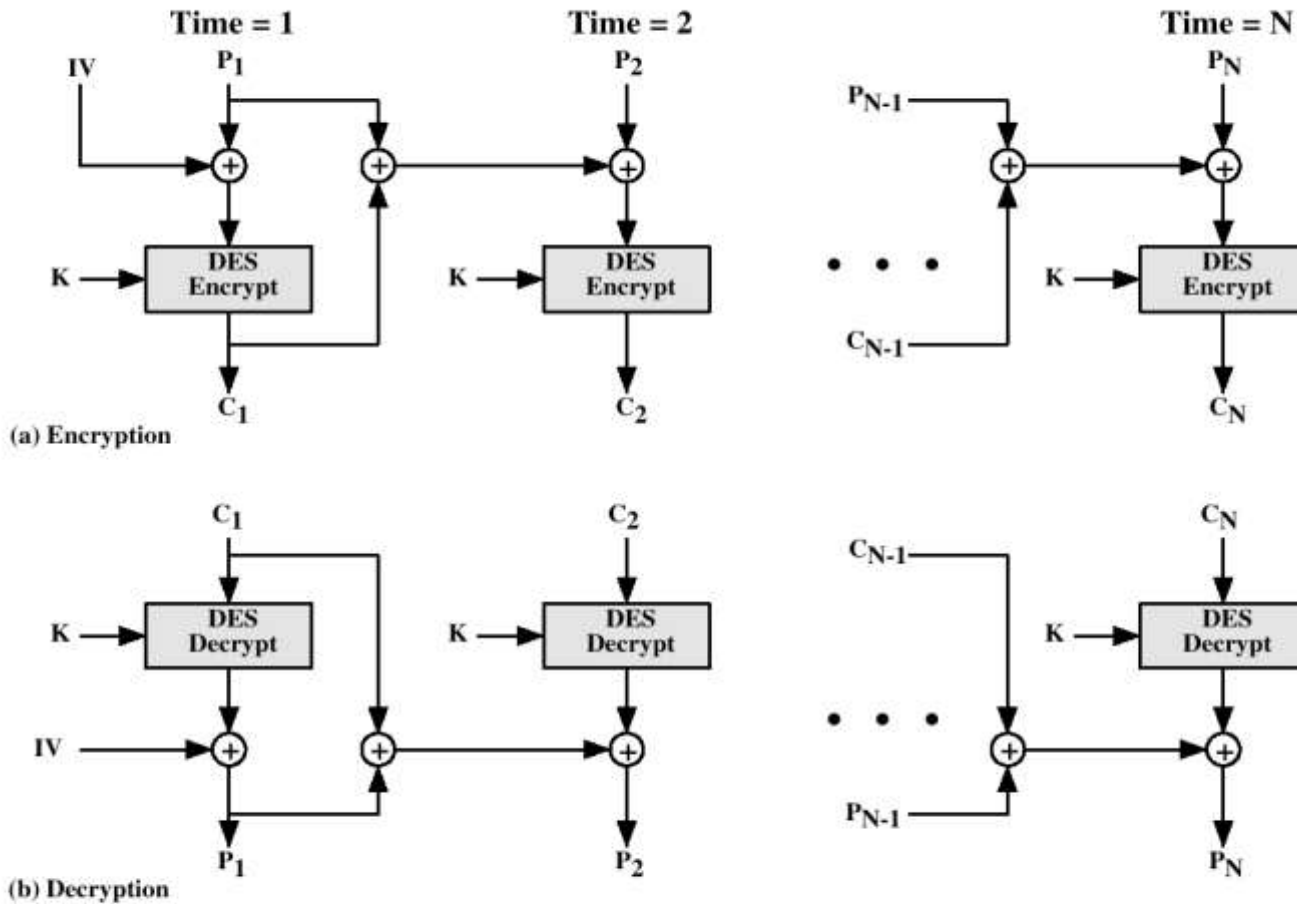 Time = 1 Time = 2 Time = N
IV P1 P2 PN
PN-1
+ + + + +
K DES Encrypt K DES Encrypt K DES Encrypt
CN-1
C1 C2 CN
(a) Encryption
C1 C2 CN
CN-1
K DES Decrypt K DES Decrypt K DES Decrypt
IV + + + + +
PN-1
P1 P2 PN
(b) Decryption